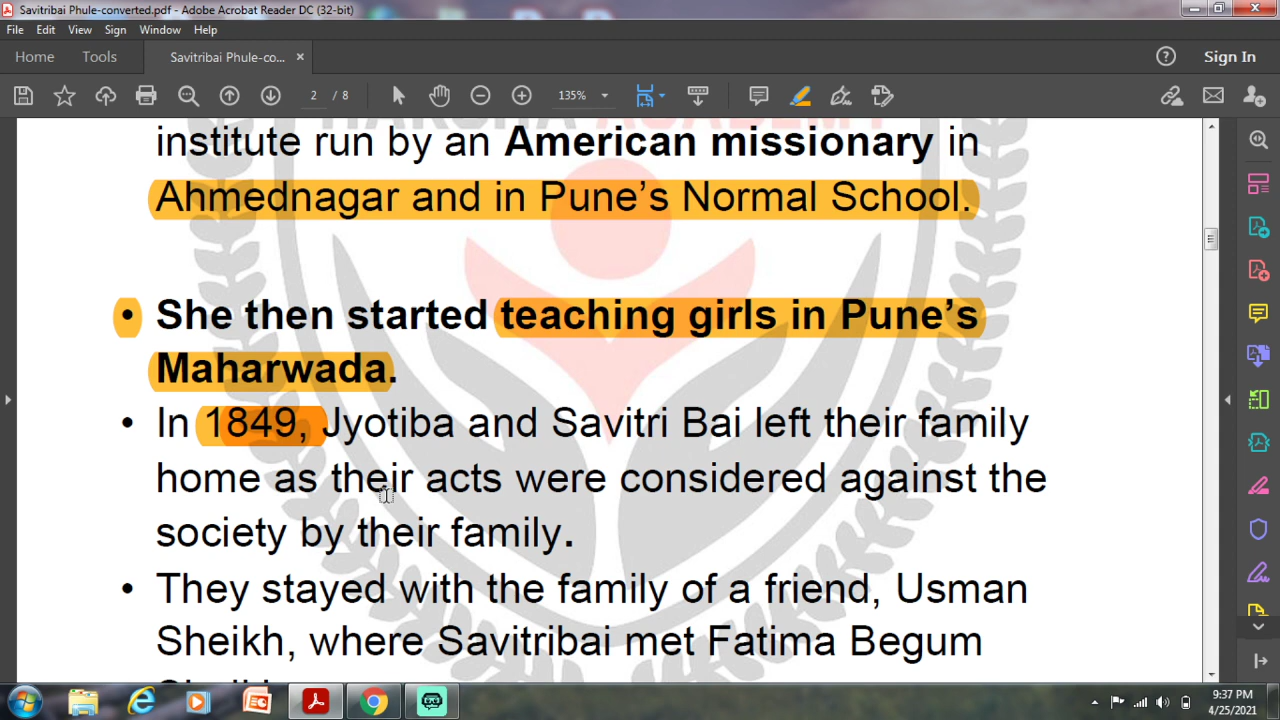 Savitribai Phule-converted.pdf - Adobe Acrobat Reader DC (32-bit)
File Edit View Sign Window Help
Home Tools Savitribai Phule-co... × Sign In
2 / 8 135%
HARSHA ACADEMY
institute run by an American missionary in
Ahmednagar and in Pune’s Normal School.
• She then started teaching girls in Pune’s
Maharwada.
• In 1849, Jyotiba and Savitri Bai left their family
home as their acts were considered against the
society by their family.
• They stayed with the family of a friend, Usman
Sheikh, where Savitribai met Fatima Begum
9:37 PM
4/25/2021